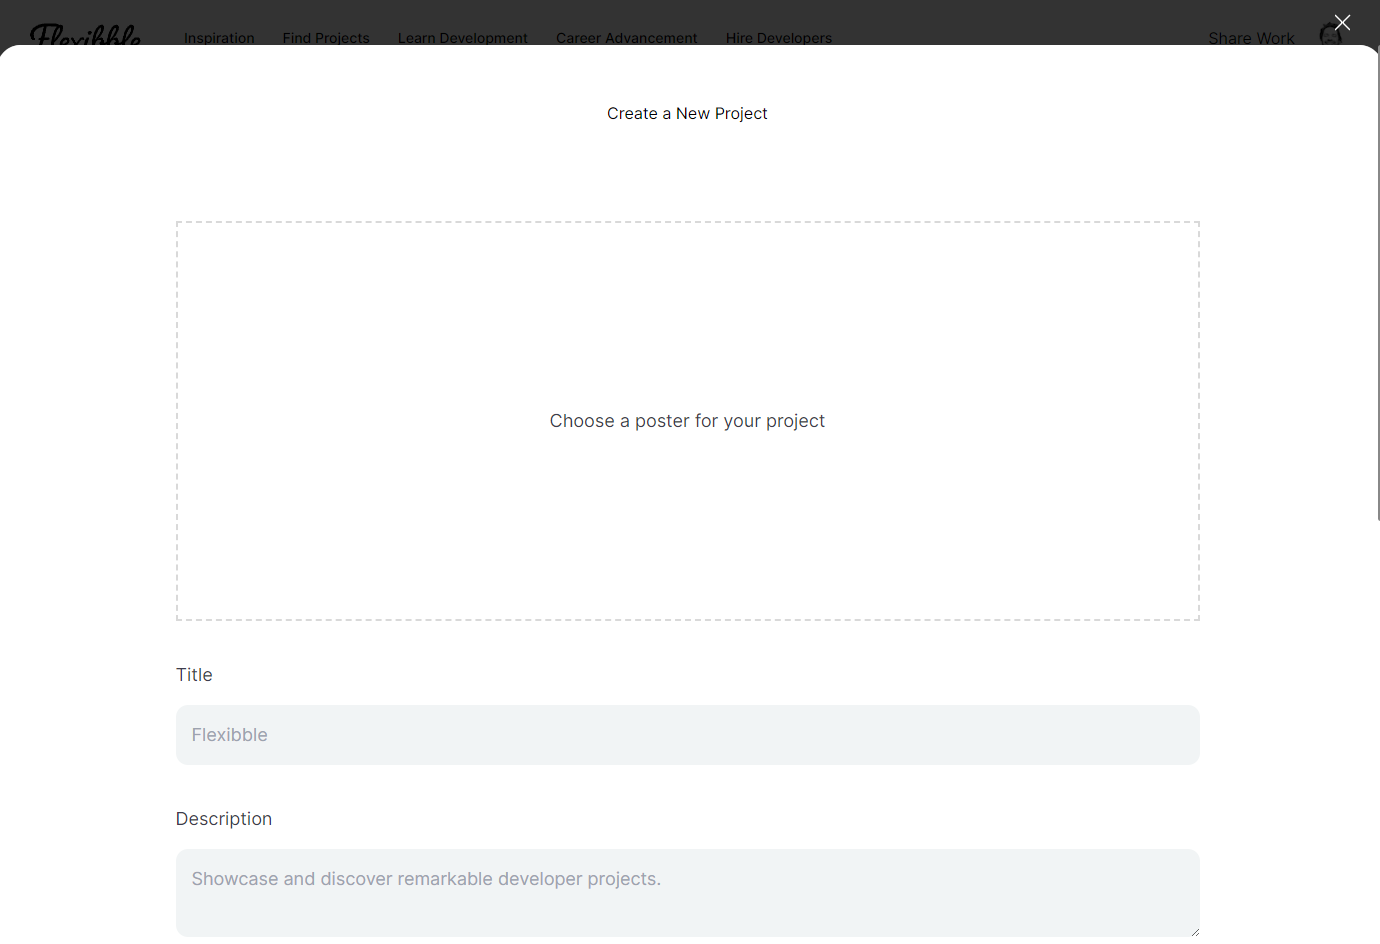 Flexibble Inspiration Find Projects Learn Development Career Advancement Hire Developers Share Work
Create a New Project
Choose a poster for your project
Title
Flexibble
Description
Showcase and discover remarkable developer projects.